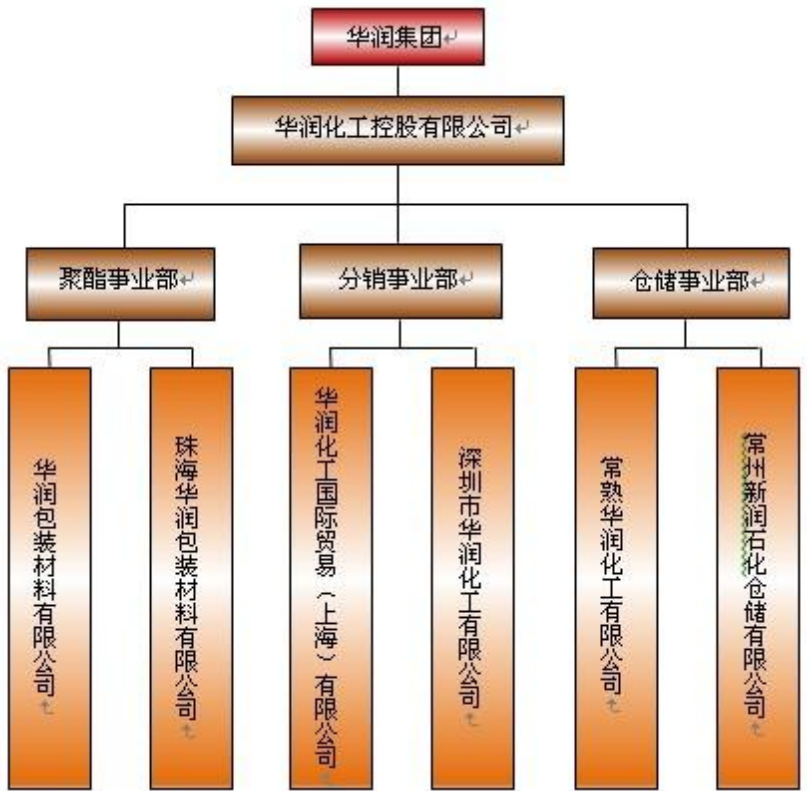 华润集团
华润化工控股有限公司
聚酯事业部
分销事业部
仓储事业部
华润包装材料有限公司
珠海华润包装材料有限公司
华润化工国际贸易（上海）有限公司
深圳市华润化工有限公司
常熟华润化工有限公司
常州新润石化仓储有限公司